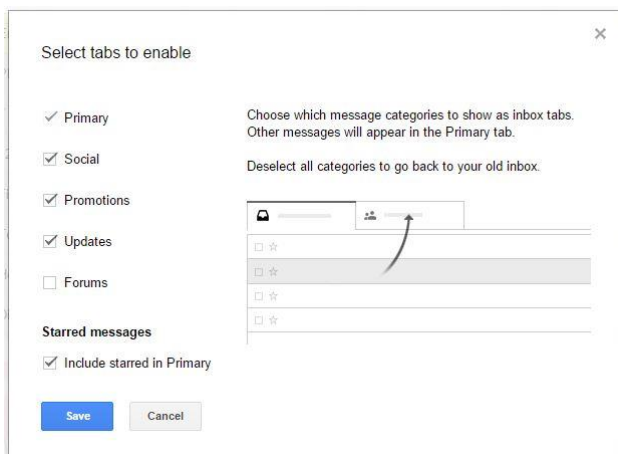 Select tabs to enable
Primary
Social
Promotions
Updates
Forums
Starred messages
Include starred in Primary
Save Cancel
Choose which message categories to show as inbox tabs.
Other messages will appear in the Primary tab.
Deselect all categories to go back to your old inbox.